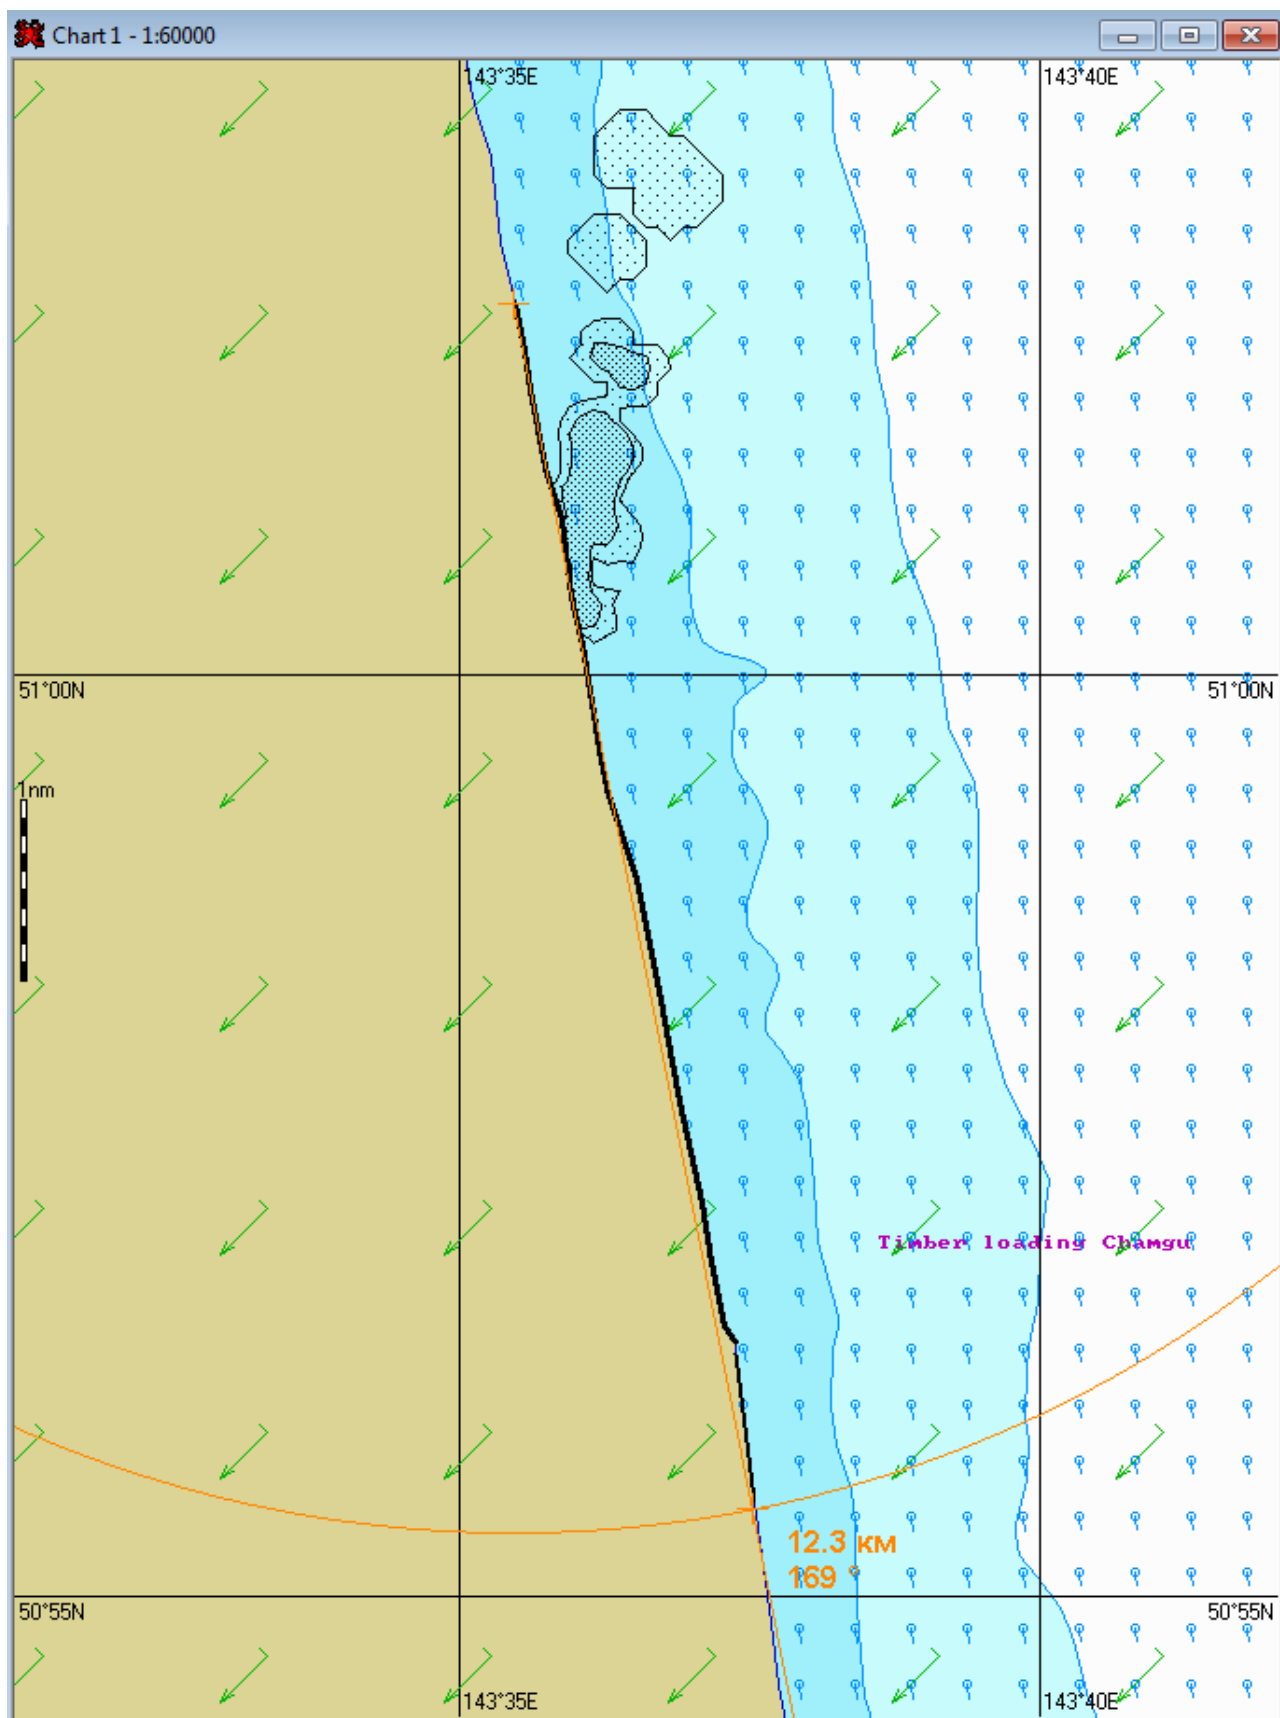 Chart 1 - 1:60000
143°35E
143°40E
51°00N
51°00N
1nm
Timber loading Chamgu
12.3 км
169 °
50°55N
50°55N
143°35E
143°40E